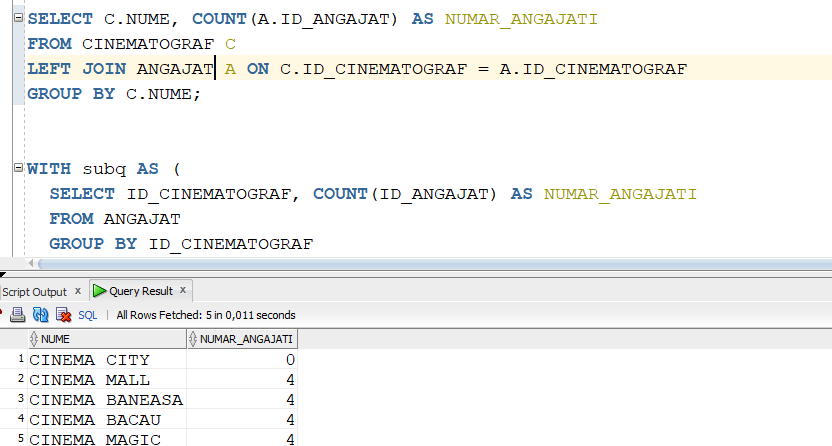 SELECT C.NUME, COUNT(A.ID_ANGAJAT) AS NUMAR_ANGAJATI
FROM CINEMATOGRAF C
LEFT JOIN ANGAJAT A ON C.ID_CINEMATOGRAF = A.ID_CINEMATOGRAF
GROUP BY C.NUME;
WITH subq AS (
SELECT ID_CINEMATOGRAF, COUNT(ID_ANGAJAT) AS NUMAR_ANGAJATI
FROM ANGAJAT
GROUP BY ID_CINEMATOGRAF
Script Output x Query Result x
SQL | All Rows Fetched: 5 in 0,011 seconds
NUME NUMAR_ANGAJATI
1 CINEMA CITY 0
2 CINEMA MALL 4
3 CINEMA BANEASA 4
4 CINEMA BACAU 4
5 CINEMA MAGIC 4